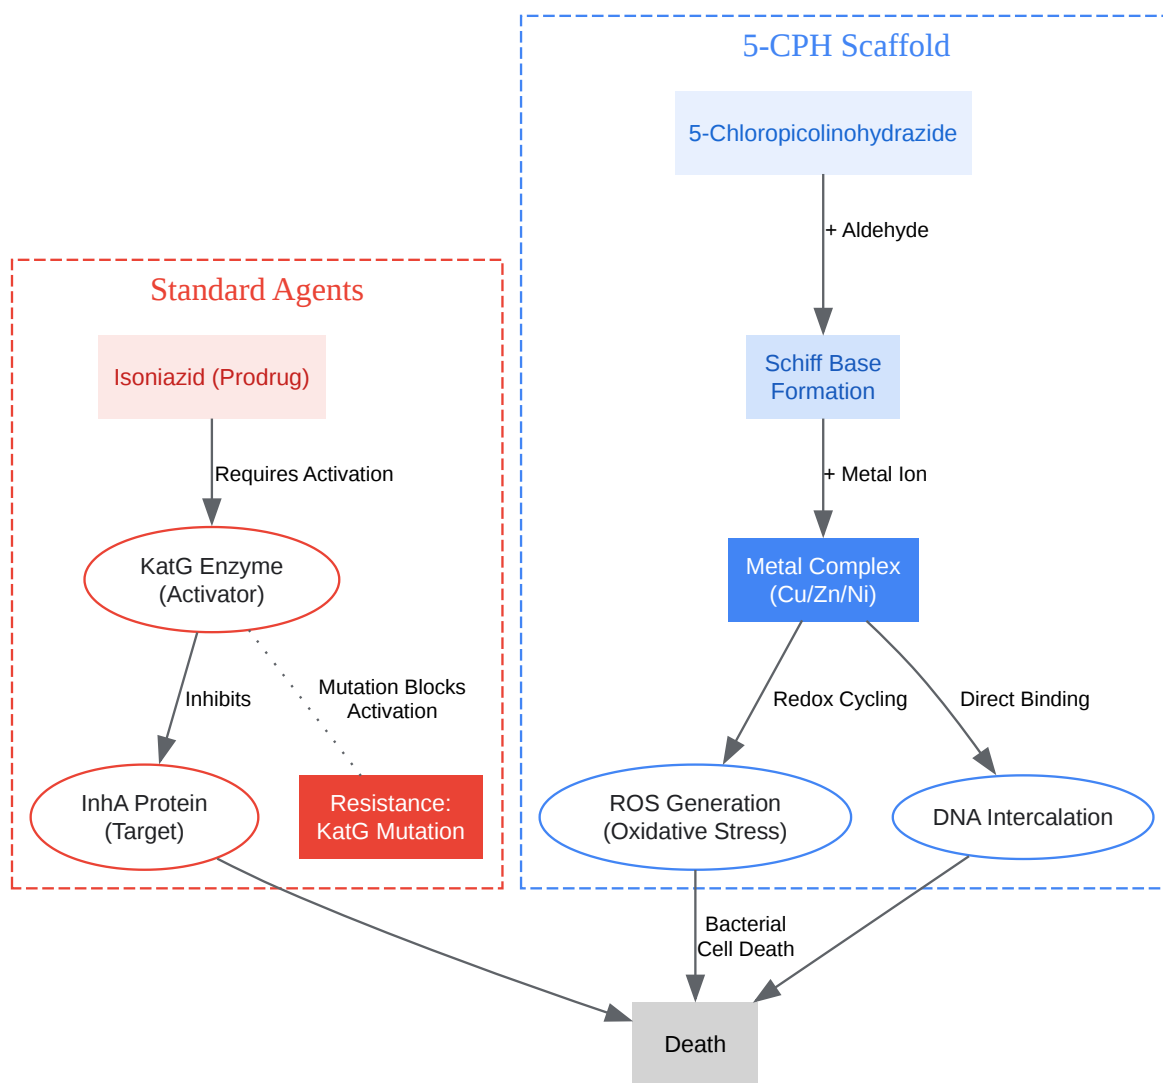 5-CPH Scaffold
5-Chloropicolinohydrazide
+ Aldehyde
Standard Agents
Isoniazid (Prodrug)
Schiff Base
Formation
Requires Activation
+ Metal Ion
KatG Enzyme
(Activator)
Metal Complex
(Cu/Zn/Ni)
Inhibits
Mutation Blocks
Activation
Redox Cycling
Direct Binding
InhA Protein
(Target)
Resistance:
KatG Mutation
ROS Generation
(Oxidative Stress)
DNA Intercalation
Bacterial
Cell Death
Death